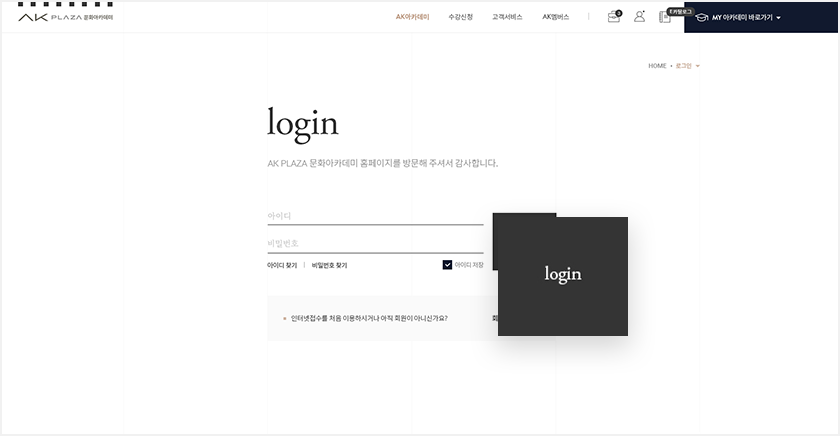 AK PLAZA 문화아카데미
AK아카데미 수강신청 고객서비스 AK멤버스
3
E카탈로그
MY 아카데미 바로가기
HOME • 로그인
login
AK PLAZA 문화아카데미 홈페이지를 방문해 주셔서 감사합니다.
아이디
비밀번호
아이디 찾기 | 비밀번호 찾기
아이디 저장
login
인터넷접수를 처음 이용하시거나 아직 회원이 아니신가요?